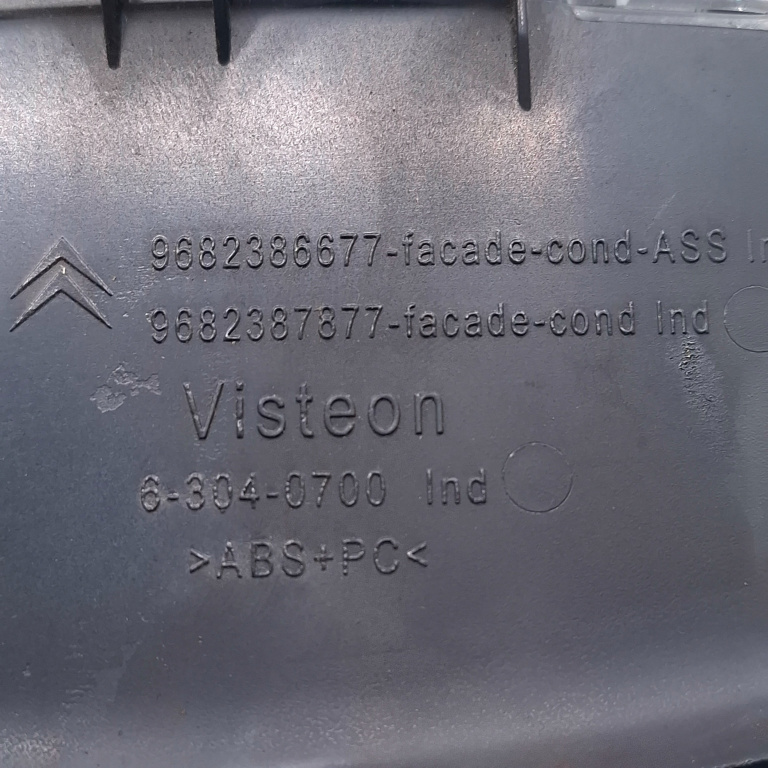 9682386677-facade-cond-ASS
9682387877-facade-cond Ind
Visteon
6-304-0700 Ind
>ABS+PC<